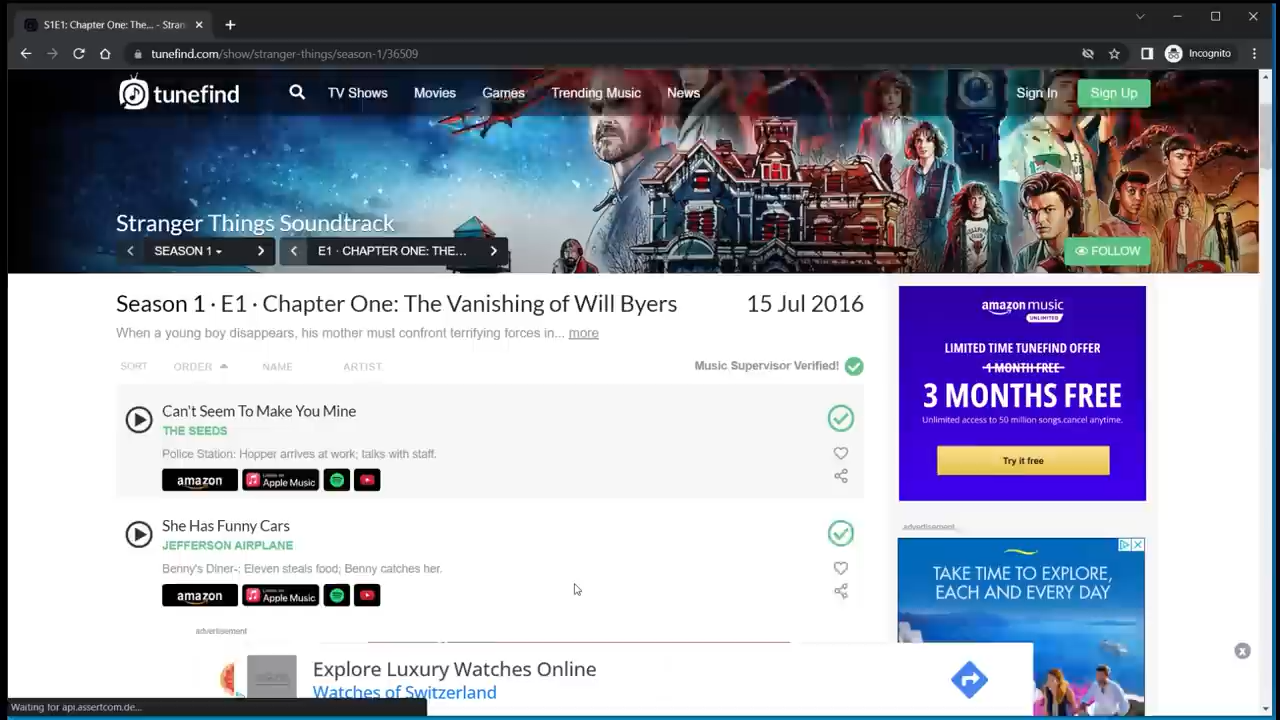 S1E1: Chapter One: The... - Stran
tunefind.com/show/stranger-things/season-1/36509
Incognito
tunefind
TV Shows
Movies
Games
Trending Music
News
Sign In
Sign Up
Stranger Things Soundtrack
SEASON 1
E1 · CHAPTER ONE: THE...
FOLLOW
Season 1 · E1 · Chapter One: The Vanishing of Will Byers
15 Jul 2016
When a young boy disappears, his mother must confront terrifying forces in... more
SORT
ORDER
NAME
ARTIST
Music Supervisor Verified!
Can't Seem To Make You Mine
THE SEEDS
Police Station: Hopper arrives at work; talks with staff.
amazon
Listen on
Apple Music
She Has Funny Cars
JEFFERSON AIRPLANE
Benny's Diner-: Eleven steals food; Benny catches her.
amazon
Listen on
Apple Music
advertisement
amazon music
UNLIMITED
LIMITED TIME TUNEFIND OFFER
1 MONTH FREE
3 MONTHS FREE
Unlimited access to 50 million songs.cancel anytime.
Try it free
advertisement
TAKE TIME TO EXPLORE,
EACH AND EVERY DAY
Explore Luxury Watches Online
Watches of Switzerland
x
Waiting for api.assertcom.de...